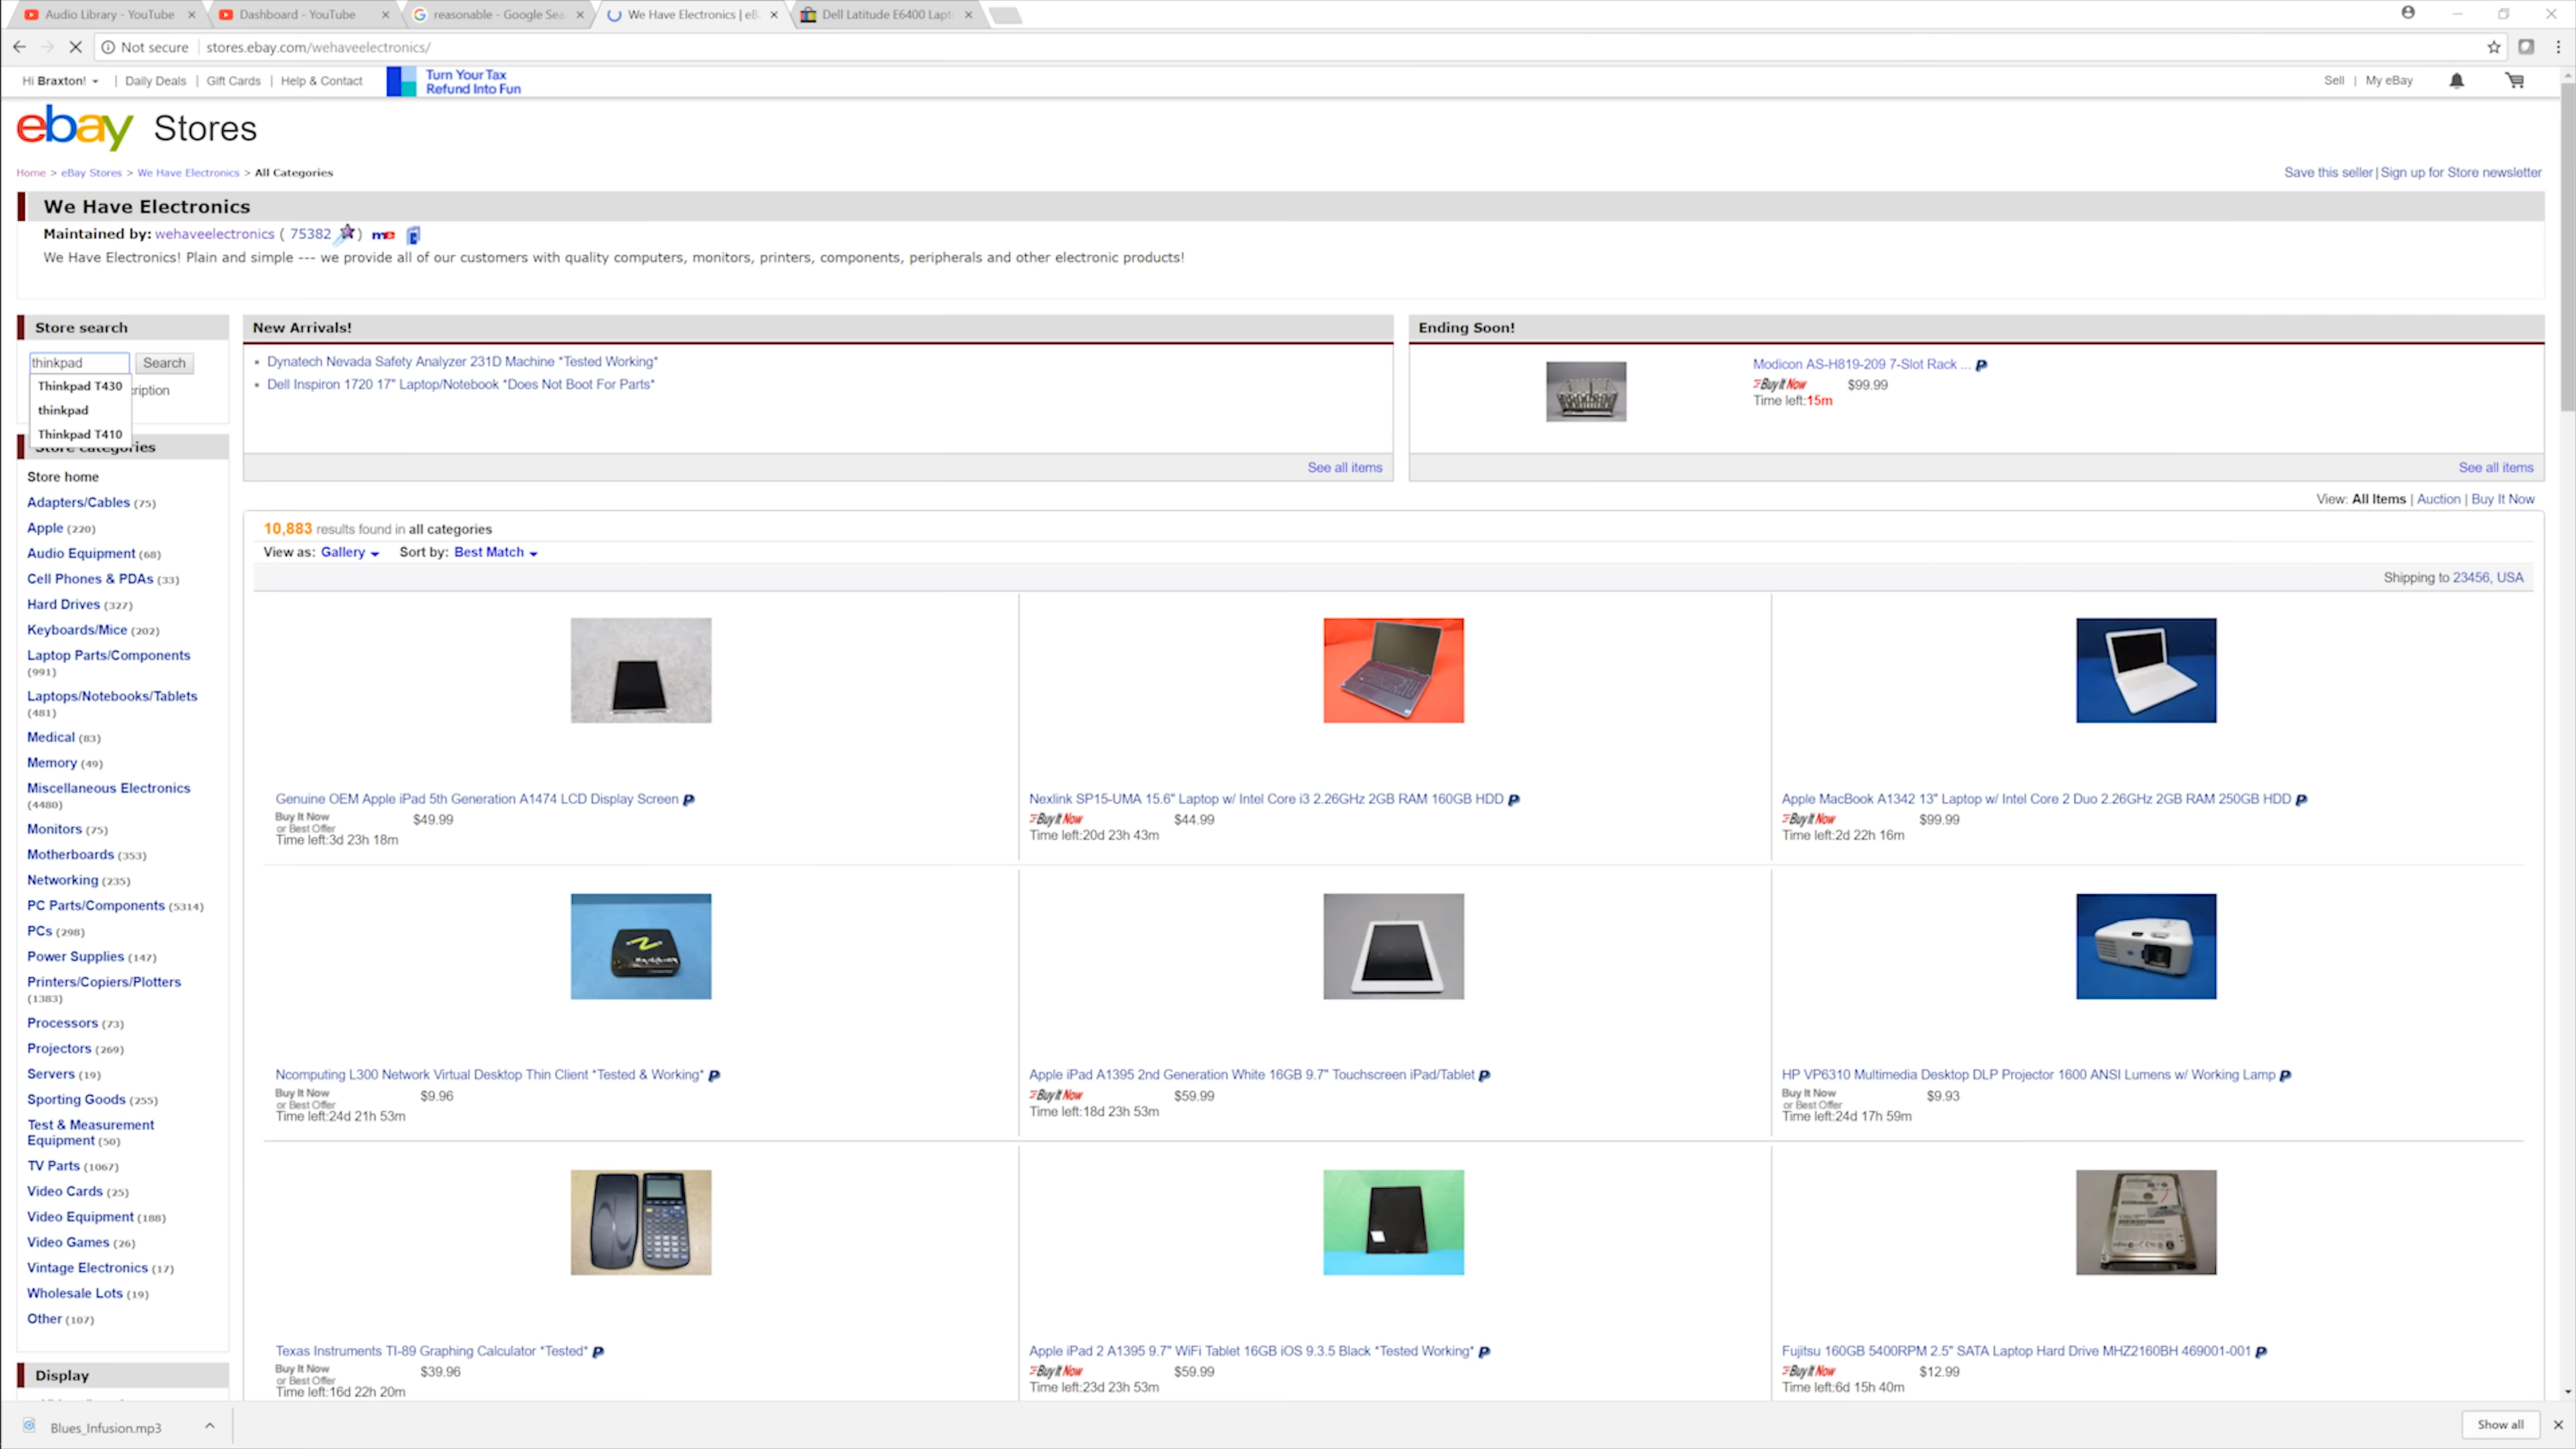 Audio Library - YouTube
Dashboard - YouTube
reasonable - Google Sea
We Have Electronics | eB
Dell Latitude E6400 Lapt
Not secure stores.ebay.com/wehaveelectronics/
Hi Braxton! | Daily Deals | Gift Cards | Help & Contact
Turn Your Tax
Refund Into Fun
Sell | My eBay
ebay Stores
Home > eBay Stores > We Have Electronics > All Categories
Save this seller | Sign up for Store newsletter
We Have Electronics
Maintained by: wehaveelectronics ( 75382 ) me
We Have Electronics! Plain and simple --- we provide all of our customers with quality computers, monitors, printers, components, peripherals and other electronic products!
Store search
thinkpad Search
Thinkpad T430
cription
thinkpad
Thinkpad T410
Store categories
Store home
Adapters/Cables (75)
Apple (220)
Audio Equipment (68)
Cell Phones & PDAs (33)
Hard Drives (327)
Keyboards/Mice (202)
Laptop Parts/Components
(991)
Laptops/Notebooks/Tablets
(481)
Medical (83)
Memory (49)
Miscellaneous Electronics
(4480)
Monitors (75)
Motherboards (353)
Networking (235)
PC Parts/Components (5314)
PCs (298)
Power Supplies (147)
Printers/Copiers/Plotters
(1383)
Processors (73)
Projectors (269)
Servers (19)
Sporting Goods (255)
Test & Measurement
Equipment (50)
TV Parts (1067)
Video Cards (25)
Video Equipment (188)
Video Games (26)
Vintage Electronics (17)
Wholesale Lots (19)
Other (107)
Display
New Arrivals!
Dynatech Nevada Safety Analyzer 231D Machine *Tested Working*
Dell Inspiron 1720 17" Laptop/Notebook *Does Not Boot For Parts*
See all items
Ending Soon!
Modicon AS-H819-209 7-Slot Rack ...
Buy It Now $99.99
Time left:15m
See all items
View: All Items | Auction | Buy It Now
10,883 results found in all categories
View as: Gallery Sort by: Best Match
Shipping to 23456, USA
Genuine OEM Apple iPad 5th Generation A1474 LCD Display Screen
Buy It Now
or Best Offer
$49.99
Time left:3d 23h 18m
Nexlink SP15-UMA 15.6" Laptop w/ Intel Core i3 2.26GHz 2GB RAM 160GB HDD
Buy It Now $44.99
Time left:20d 23h 43m
Apple MacBook A1342 13" Laptop w/ Intel Core 2 Duo 2.26GHz 2GB RAM 250GB HDD
Buy It Now $99.99
Time left:2d 22h 16m
Ncomputing L300 Network Virtual Desktop Thin Client *Tested & Working*
Buy It Now
or Best Offer
$9.96
Time left:24d 21h 53m
Apple iPad A1395 2nd Generation White 16GB 9.7" Touchscreen iPad/Tablet
Buy It Now $59.99
Time left:18d 23h 53m
HP VP6310 Multimedia Desktop DLP Projector 1600 ANSI Lumens w/ Working Lamp
Buy It Now
or Best Offer
$9.93
Time left:24d 17h 59m
Texas Instruments TI-89 Graphing Calculator *Tested*
Buy It Now
or Best Offer
$39.96
Time left:16d 22h 20m
Apple iPad 2 A1395 9.7" WiFi Tablet 16GB iOS 9.3.5 Black *Tested Working*
Buy It Now $59.99
Time left:23d 23h 53m
Fujitsu 160GB 5400RPM 2.5" SATA Laptop Hard Drive MHZ2160BH 469001-001
Buy It Now $12.99
Time left:6d 15h 40m
Blues_Infusion.mp3
Show all